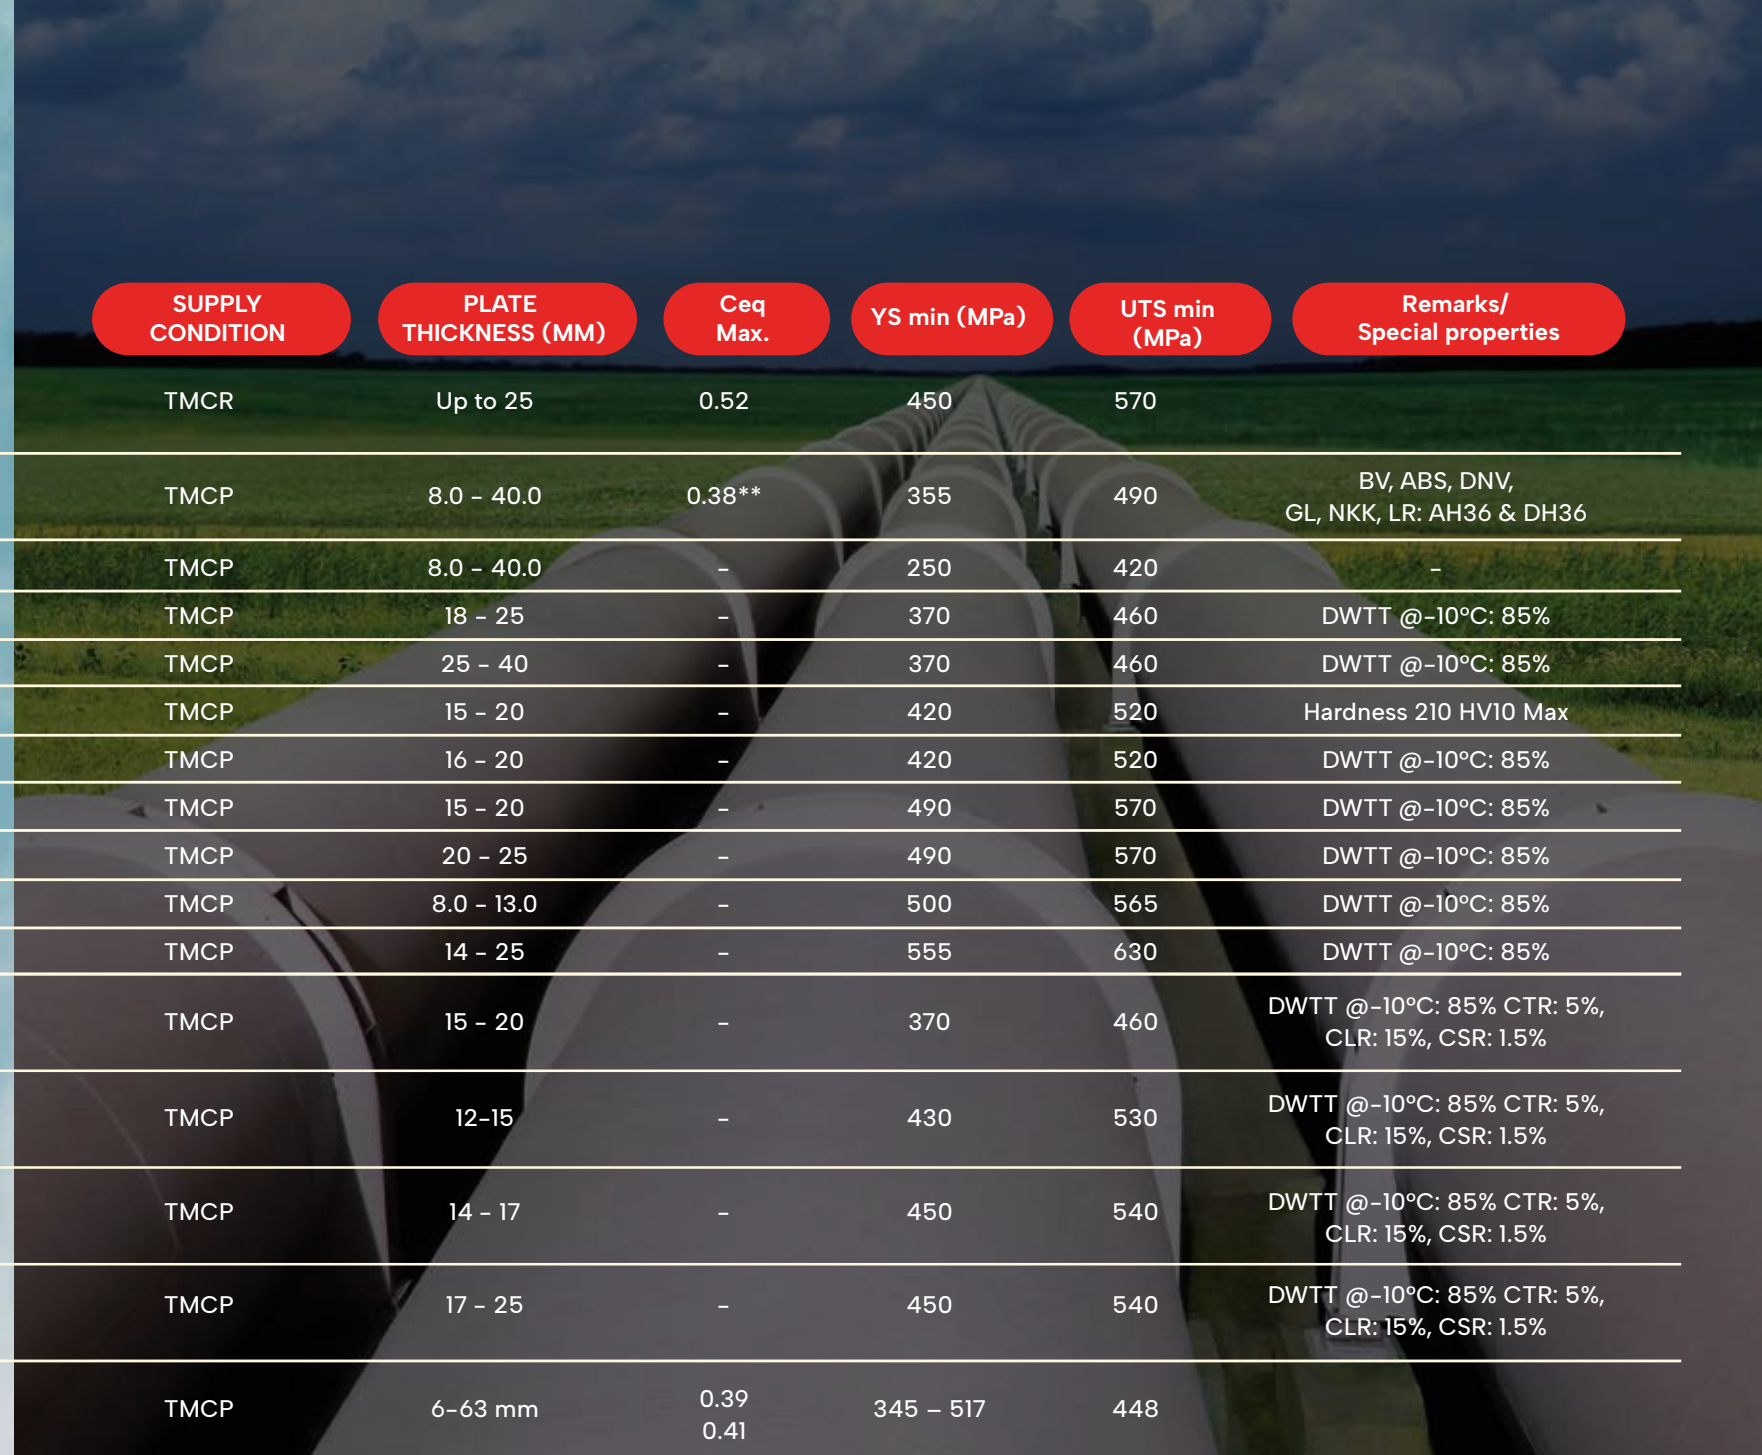 SUPPLY CONDITION PLATE THICKNESS (MM) Ceq Max. YS min (MPa) UTS min (MPa) Remarks/ Special properties
TMCR Up to 25 0.52 450 570
TMCP 8.0 - 40.0 0.38** 355 490 BV, ABS, DNV,
GL, NKK, LR: AH36 & DH36
TMCP 8.0 - 40.0 - 250 420 -
TMCP 18 - 25 - 370 460 DWTT @-10°C: 85%
TMCP 25 - 40 - 370 460 DWTT @-10°C: 85%
TMCP 15 - 20 - 420 520 Hardness 210 HV10 Max
TMCP 16 - 20 - 420 520 DWTT @-10°C: 85%
TMCP 15 - 20 - 490 570 DWTT @-10°C: 85%
TMCP 20 - 25 - 490 570 DWTT @-10°C: 85%
TMCP 8.0 - 13.0 - 500 565 DWTT @-10°C: 85%
TMCP 14 - 25 - 555 630 DWTT @-10°C: 85%
TMCP 15 - 20 - 370 460 DWTT @-10°C: 85% CTR: 5%,
CLR: 15%, CSR: 1.5%
TMCP 12-15 - 430 530 DWTT @-10°C: 85% CTR: 5%,
CLR: 15%, CSR: 1.5%
TMCP 14 - 17 - 450 540 DWTT @-10°C: 85% CTR: 5%,
CLR: 15%, CSR: 1.5%
TMCP 17 - 25 - 450 540 DWTT @-10°C: 85% CTR: 5%,
CLR: 15%, CSR: 1.5%
TMCP 6-63 mm 0.39 345 – 517 448
0.41